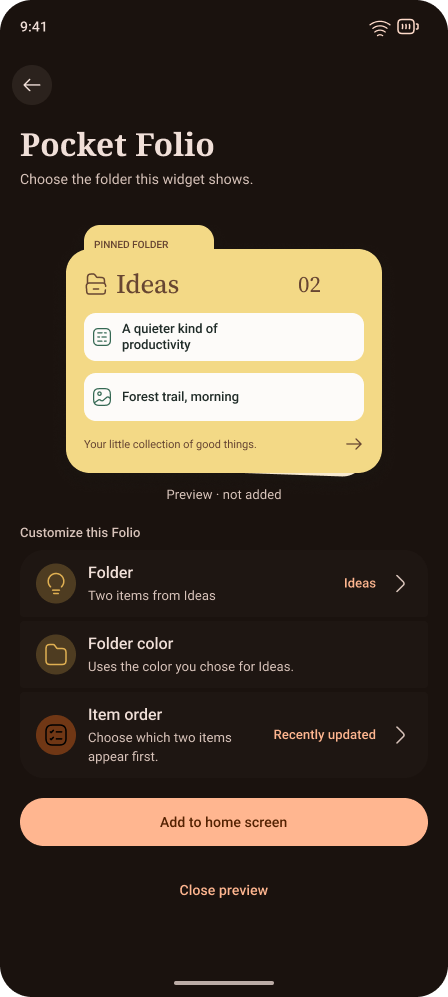 9:41
Pocket Folio
Choose the folder this widget shows.
PINNED FOLDER
Ideas
02
A quieter kind of
productivity
Forest trail, morning
Your little collection of good things.
Preview · not added
Customize this Folio
Folder
Two items from Ideas
Ideas
Folder color
Uses the color you chose for Ideas.
Item order
Choose which two items
appear first.
Recently updated
Add to home screen
Close preview